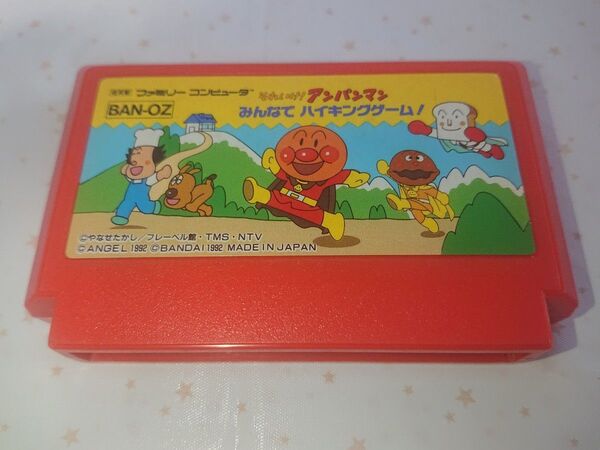 ファミリー コンピュータ™
BAN-OZ
それいけ!アンパンマン
みんなで ハイキングゲーム!
©やなせたかし/フレーベル館・TMS・NTV
©ANGEL 1992 ©BANDAI 1992 MADE IN JAPAN